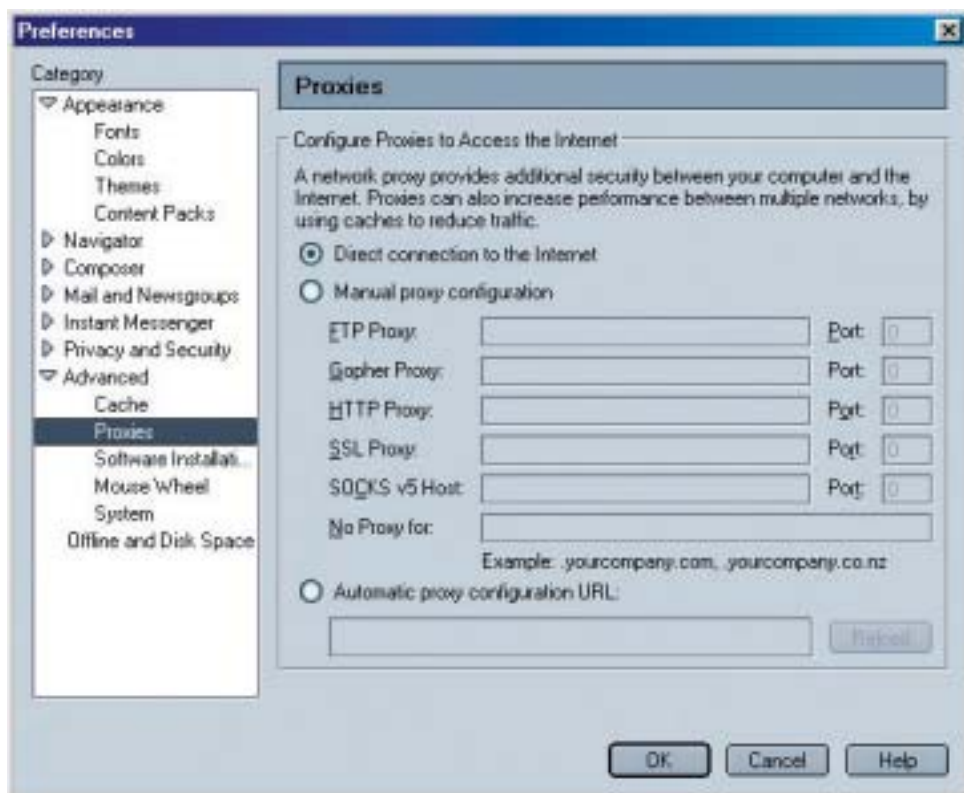 Preferences
Category
Appearance
Fonts
Colors
Themes
Content Packs
Navigator
Composer
Mail and Newsgroups
Instant Messenger
Privacy and Security
Advanced
Cache
Proxies
Software Installati...
Mouse Wheel
System
Offline and Disk Space
Proxies
Configure Proxies to Access the Internet
A network proxy provides additional security between your computer and the
Internet. Proxies can also increase performance between multiple networks, by
using caches to reduce traffic.
Direct connection to the Internet
Manual proxy configuration
FTP Proxy: Port: 0
Gopher Proxy: Port: 0
HTTP Proxy: Port: 0
SSL Proxy: Port: 0
SOCKS v5 Host: Port: 0
No Proxy for:
Example: .yourcompany.com, .yourcompany.co.nz
Automatic proxy configuration URL:
Reload
OK Cancel Help